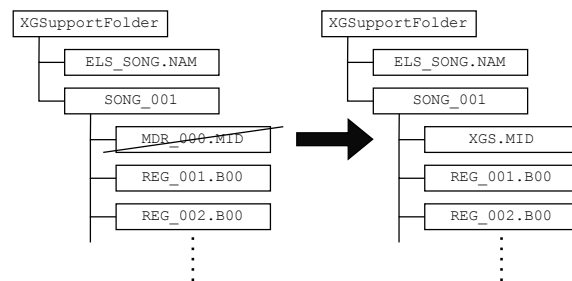 XGSupportFolder
ELS_SONG.NAM
SONG_001
MDR_000.MID
REG_001.B00
REG_002.B00
XGSupportFolder
ELS_SONG.NAM
SONG_001
XGS.MID
REG_001.B00
REG_002.B00